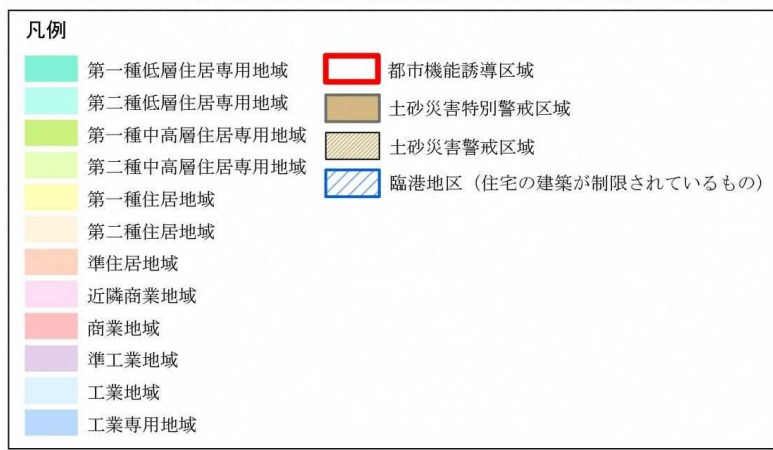 凡例
第一種低層住居専用地域
第二種低層住居専用地域
第一種中高層住居専用地域
第二種中高層住居専用地域
第一種住居地域
第二種住居地域
準住居地域
近隣商業地域
商業地域
準工業地域
工業地域
工業専用地域
都市機能誘導区域
土砂災害特別警戒区域
土砂災害警戒区域
臨港地区（住宅の建築が制限されているもの）